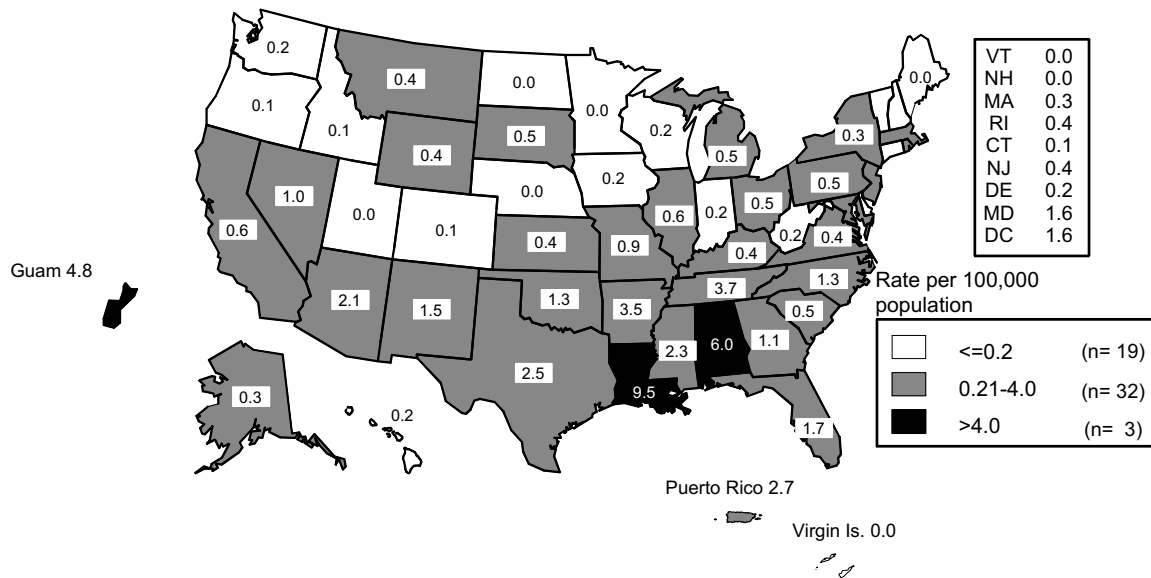 0.2
0.4
0.0
0.0
0.0
VT 0.0
NH 0.0
MA 0.3
RI 0.4
CT 0.1
NJ 0.4
DE 0.2
MD 1.6
DC 1.6
0.1
0.1
0.5
0.2
0.3
0.4
0.5
0.2
0.0
0.5
0.5
1.0
0.0
0.1
0.6
0.2
0.6
0.4
0.9
0.4
0.2
0.4
Guam 4.8
2.1
1.5
1.3
3.5
3.7
1.3
0.5
2.3
6.0
1.1
2.5
9.5
1.7
0.3
0.2
Rate per 100,000
population
<=0.2 (n= 19)
0.21-4.0 (n= 32)
>4.0 (n= 3)
Puerto Rico 2.7
Virgin Is. 0.0